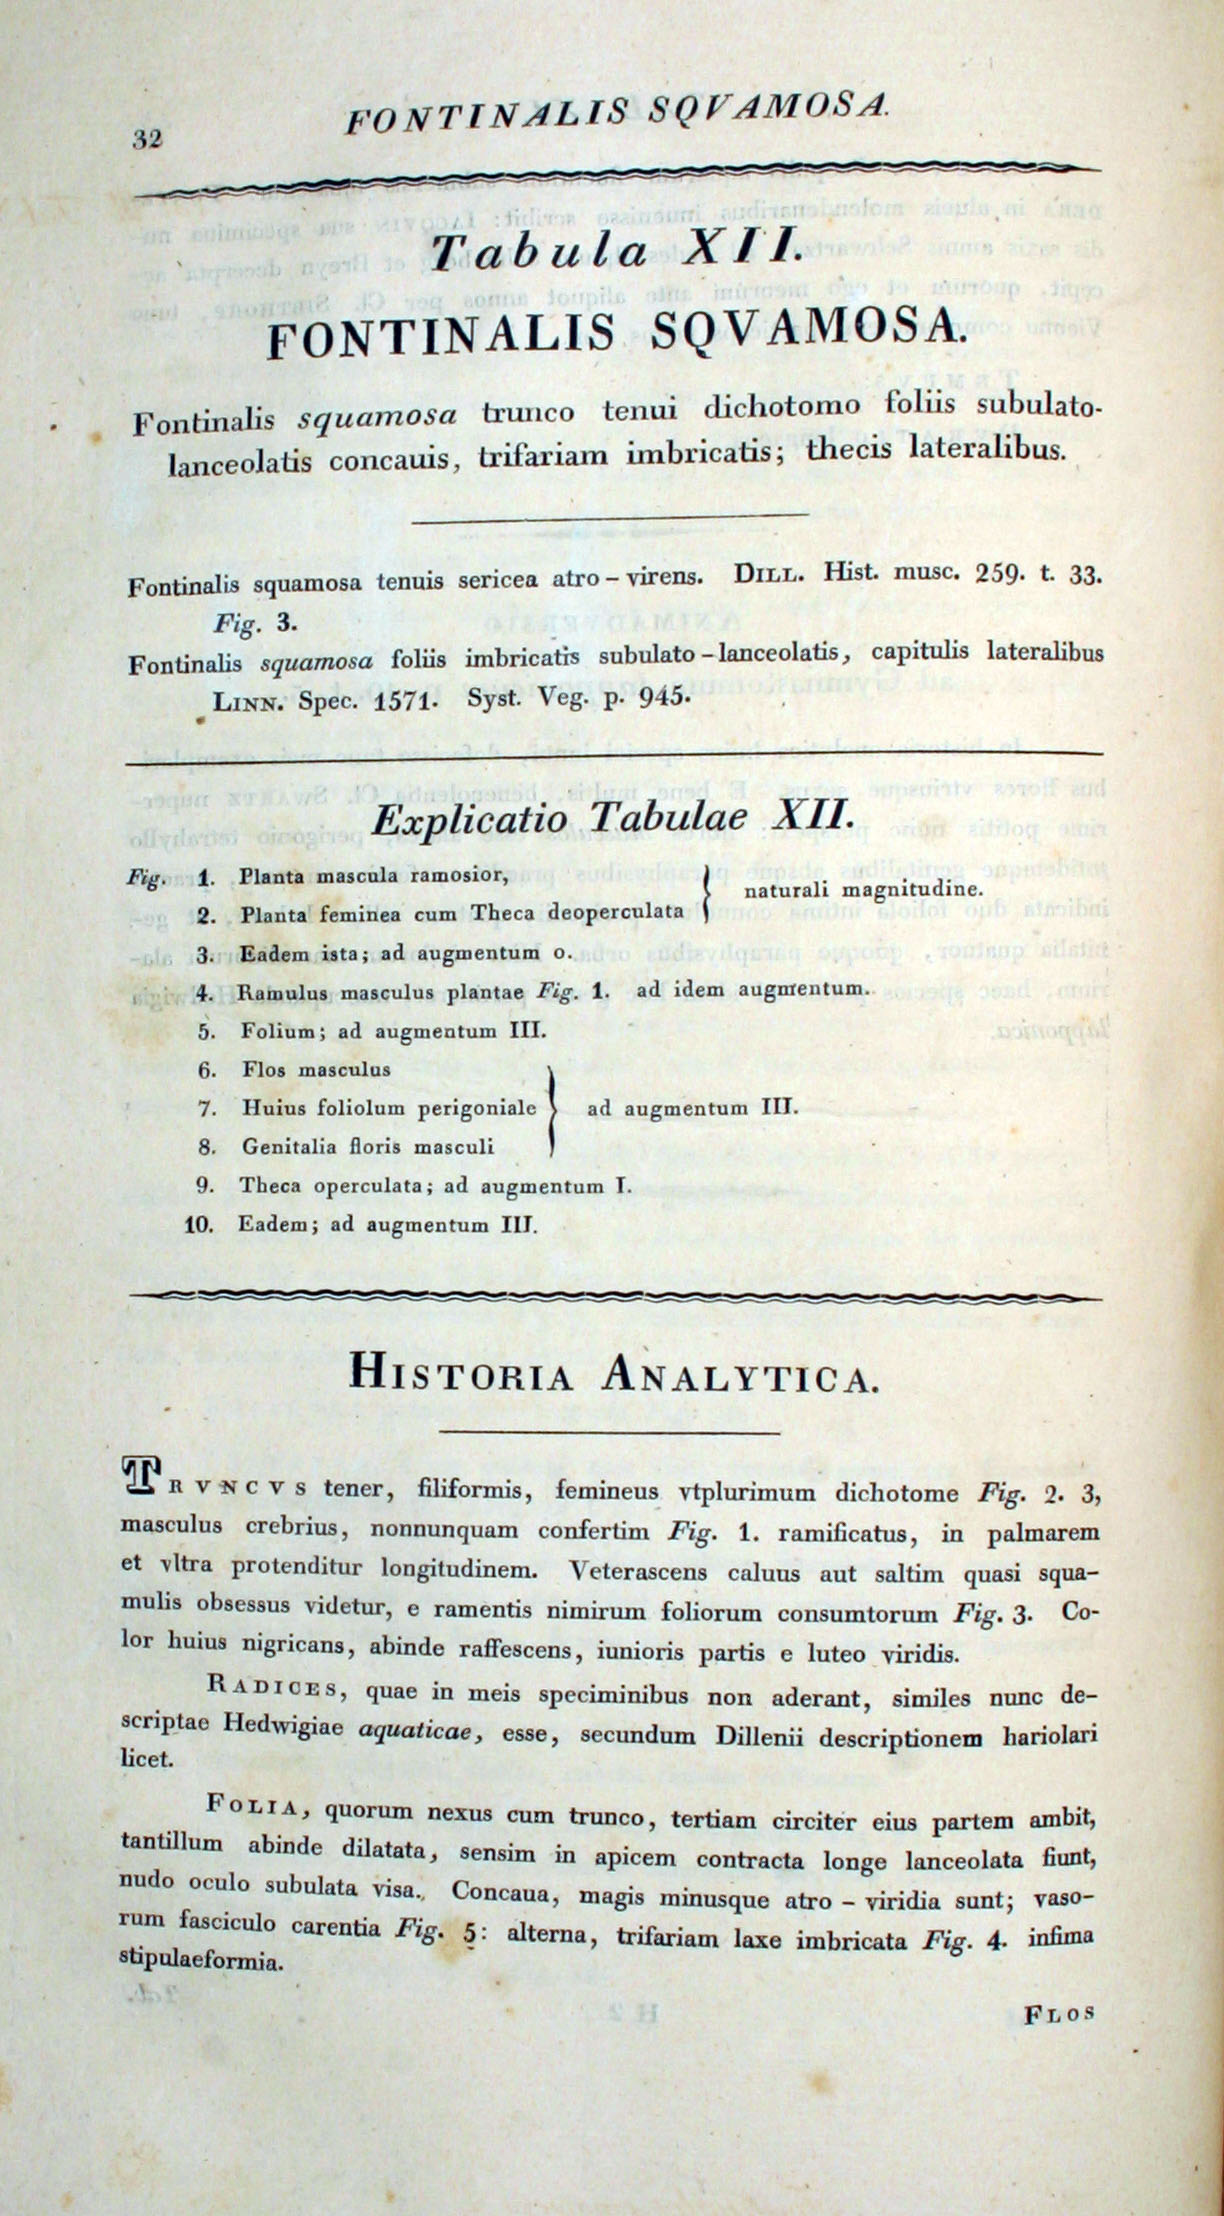 32
FONTINALIS SQVAMOSA.
Tabula XII.
FONTINALIS SQVAMOSA.
Fontinalis squamosa trunco tenui dichotomo foliis subulato-
lanceolatis concauis, trifariam imbricatis; thecis lateralibus.
Fontinalis squamosa tenuis sericea atro-virens. DILL. Hist. musc. 259. t. 33.
Fig. 3.
Fontinalis squamosa foliis imbricatis subulato-lanceolatis, capitulis lateralibus
LINN. Spec. 1571. Syst. Veg. p. 945.
Explicatio Tabulae XII.
Fig. 1. Planta mascula ramosior,
naturali magnitudine.
2. Planta feminea cum Theca deoperculata
3. Eadem ista; ad augmentum o.
4. Ramulus masculus plantae Fig. 1. ad idem augmentum.
5. Folium; ad augmentum III.
6. Flos masculus
7. Huius foliolum perigoniale ad augmentum III.
8. Genitalia floris masculi
9. Theca operculata; ad augmentum I.
10. Eadem; ad augmentum III.
HISTORIA ANALYTICA.
TRVNCVS tener, filiformis, femineus vtplurimum dichotome Fig. 2. 3,
masculus crebrius, nonnunquam confertim Fig. 1. ramificatus, in palmarem
et vltra protenditur longitudinem. Veterascens caluus aut saltim quasi squa-
mulis obsessus videtur, e ramentis nimirum foliorum consumtorum Fig. 3. Co-
lor huius nigricans, abinde raffescens, iunioris partis e luteo viridis.
RADICES, quae in meis speciminibus non aderant, similes nunc de-
scriptae Hedwigiae aquaticae, esse, secundum Dillenii descriptionem hariolari
licet.
FOLIA, quorum nexus cum trunco, tertiam circiter eius partem ambit,
tantillum abinde dilatata, sensim in apicem contracta longe lanceolata fiunt,
nudo oculo subulata visa. Concaua, magis minusque atro-viridia sunt; vaso-
rum fasciculo carentia Fig. 5: alterna, trifariam laxe imbricata Fig. 4. infima
stipulaeformia.
FLOS